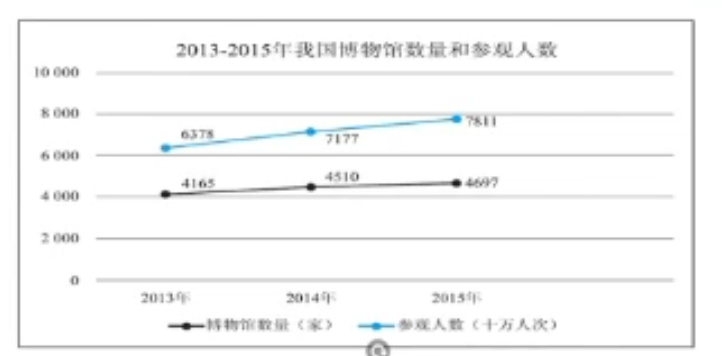 2013-2015年我国博物馆数量和参观人数
10 000
8 000
6 000
4 000
2 000
0
6378
7177
7811
4165
4510
4697
2013年
2014年
2015年
博物馆数量（家）
参观人数（十万人次）